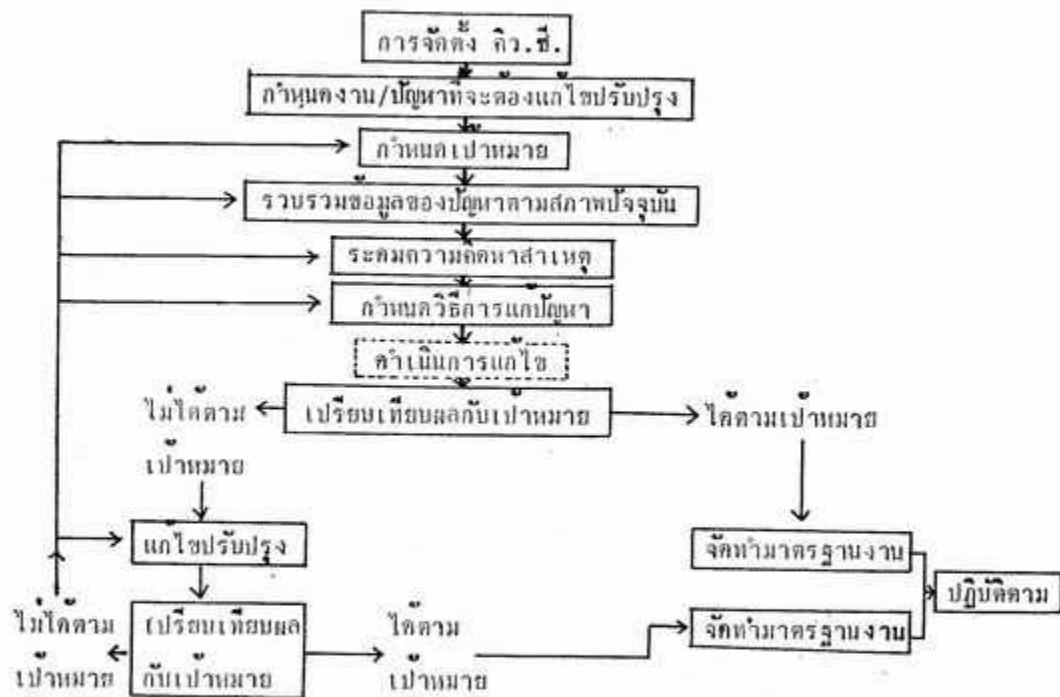 การจัดตั้ง คิว.ซี.
กำหนดงาน/ปัญหาที่จะต้องแก้ไขปรับปรุง
กำหนดเป้าหมาย
รวบรวมข้อมูลของปัญหาตามสภาพปัจจุบัน
ระดมความคิดหาสาเหตุ
กำหนดวิธีการแก้ปัญหา
ดำเนินการแก้ไข
ไม่ได้ตาม
เป้าหมาย
เปรียบเทียบผลกับเป้าหมาย
ได้ตามเป้าหมาย
แก้ไขปรับปรุง
จัดทำมาตรฐานงาน
ปฏิบัติตาม
ไม่ได้ตาม
เป้าหมาย
เปรียบเทียบผล
กับเป้าหมาย
ได้ตาม
เป้าหมาย
จัดทำมาตรฐานงาน